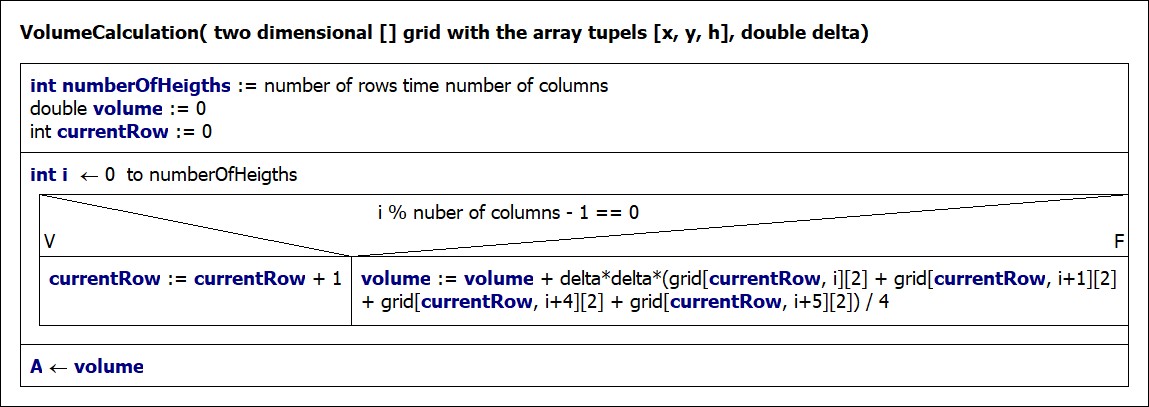 VolumeCalculation( two dimensional [] grid with the array tupels [x, y, h], double delta)
int numberOfHeigths := number of rows time number of columns
double volume := 0
int currentRow := 0
int i ← 0 to numberOfHeigths
i % nuber of columns - 1 == 0
V
F
currentRow := currentRow + 1
volume := volume + delta*delta*(grid[currentRow, i][2] + grid[currentRow, i+1][2]
+ grid[currentRow, i+4][2] + grid[currentRow, i+5][2]) / 4
A ← volume